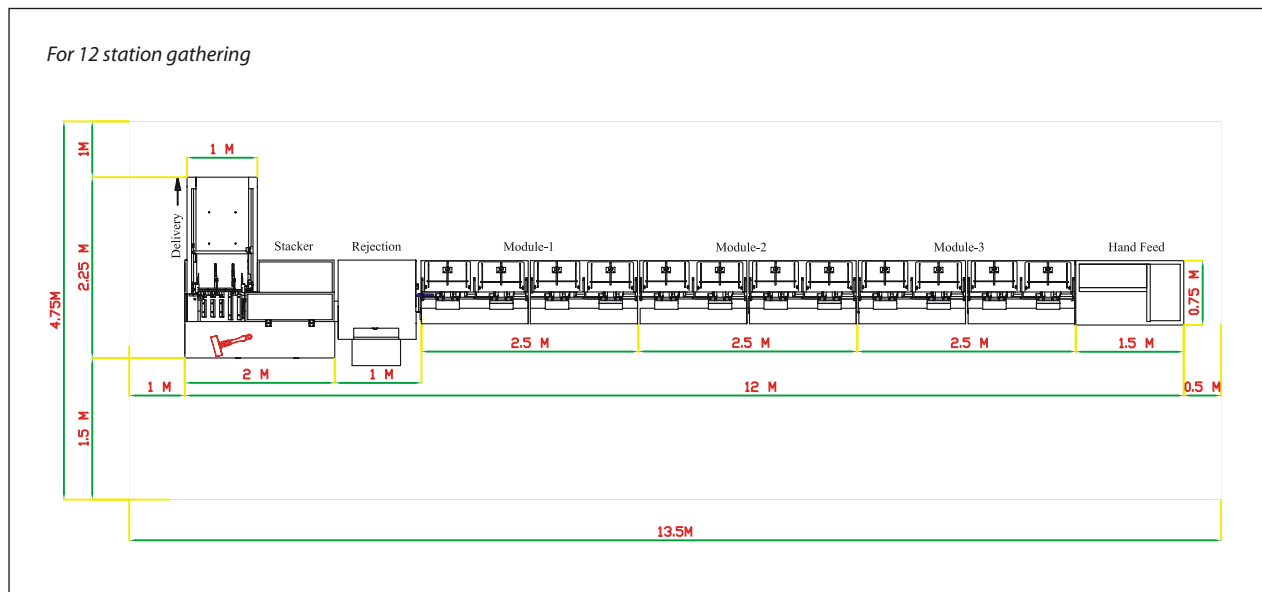 For 12 station gathering
1M
1 M
Delivery
Stacker
Rejection
Module-1
Module-2
Module-3
Hand Feed
2.25 M
4.75M
0.75 M
2.5 M
2.5 M
2.5 M
1.5 M
2 M
1 M
1 M
12 M
0.5 M
1.5 M
13.5M